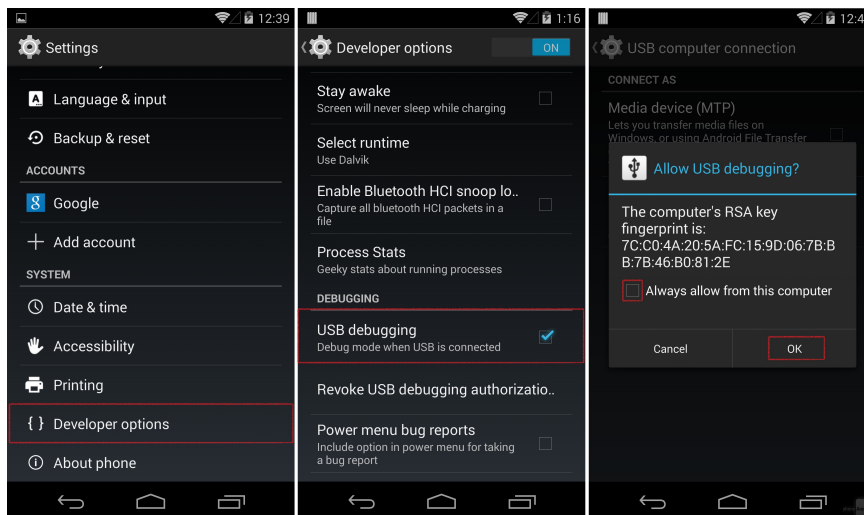 12:39
Settings
Language & input
Backup & reset
ACCOUNTS
Google
Add account
SYSTEM
Date & time
Accessibility
Printing
{ } Developer options
About phone
1:16
Developer options
ON
Stay awake
Screen will never sleep while charging
Select runtime
Use Dalvik
Enable Bluetooth HCI snoop lo..
Capture all bluetooth HCI packets in a
file
Process Stats
Geeky stats about running processes
DEBUGGING
USB debugging
Debug mode when USB is connected
Revoke USB debugging authorizatio..
Power menu bug reports
Include option in power menu for taking
a bug report
12:4
USB computer connection
CONNECT AS
Media device (MTP)
Lets you transfer media files on
Windows, or using Android File Transfer
Allow USB debugging?
The computer's RSA key
fingerprint is:
7C:C0:4A:20:5A:FC:15:9D:06:7B:B
B:7B:46:B0:81:2E
Always allow from this computer
Cancel
OK